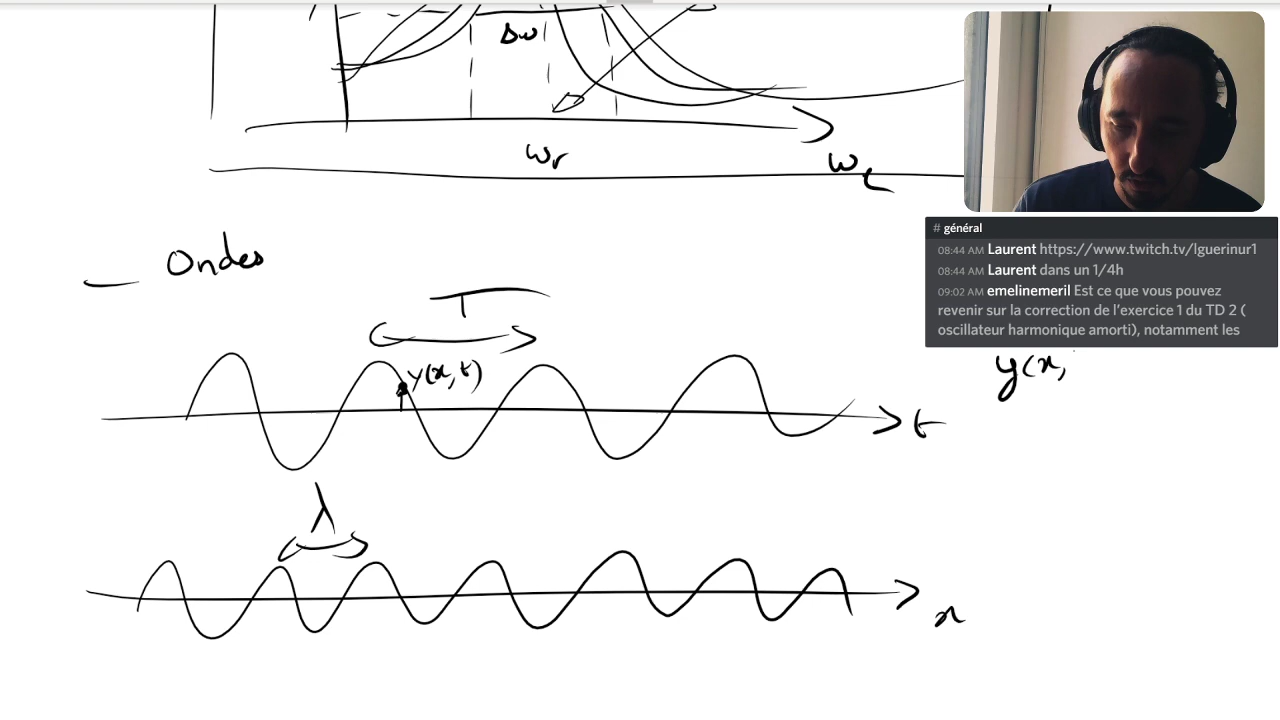 Δω
ωr
# général
08:44 AM Laurent https://www.twitch.tv/lguerinur1
08:44 AM Laurent dans un 1/4h
09:02 AM emelinemeril Est ce que vous pouvez
revenir sur la correction de l'exercice 1 du TD 2 (
oscillateur harmonique amorti), notamment les
Ondes
T
y(x,
y(x,t)
t
λ
x